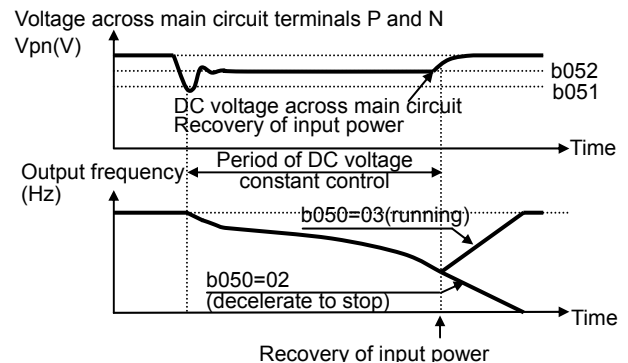 Voltage across main circuit terminals P and N
Vpn(V)
b052
b051
DC voltage across main circuit
Recovery of input power
Time
Period of DC voltage
constant control
Output frequency
(Hz)
b050=03(running)
b050=02
(decelerate to stop)
Time
Recovery of input power